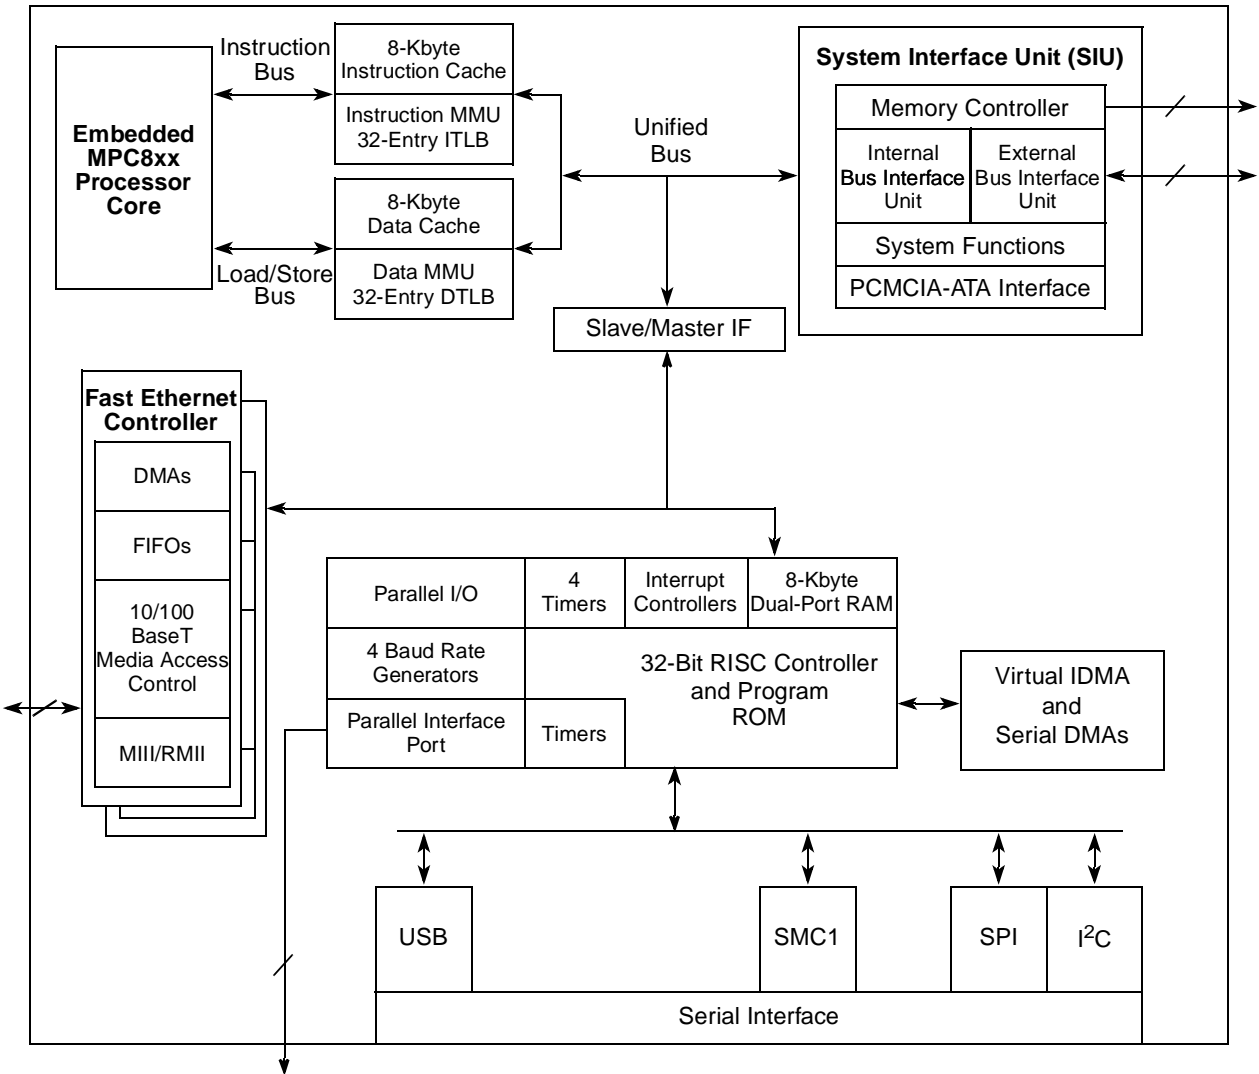 Instruction
Bus
8-Kbyte
Instruction Cache
Instruction MMU
32-Entry ITLB
Embedded
MPC8xx
Processor
Core
8-Kbyte
Data Cache
Data MMU
32-Entry DTLB
Load/Store
Bus
Unified
Bus
System Interface Unit (SIU)
Memory Controller
Internal
Bus Interface
Unit
External
Bus Interface
Unit
System Functions
PCMCIA-ATA Interface
Slave/Master IF
Fast Ethernet
Controller
DMAs
FIFOs
10/100
BaseT
Media Access
Control
MIII/RMII
Parallel I/O
4
Timers
Interrupt
Controllers
8-Kbyte
Dual-Port RAM
4 Baud Rate
Generators
Parallel Interface
Port
Timers
32-Bit RISC Controller
and Program
ROM
Virtual IDMA
and
Serial DMAs
USB
SMC1
SPI
I²C
Serial Interface